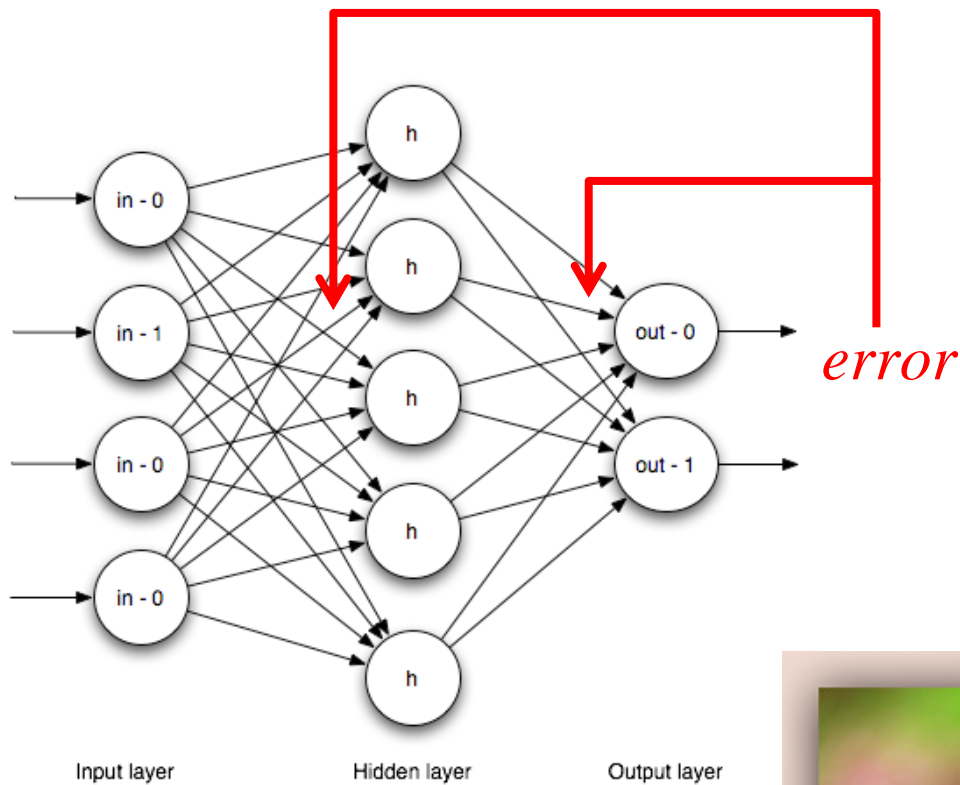 h
in - 0
h
in - 1
out - 0
error
h
in - 0
out - 1
h
in - 0
h
Input layer Hidden layer Output layer